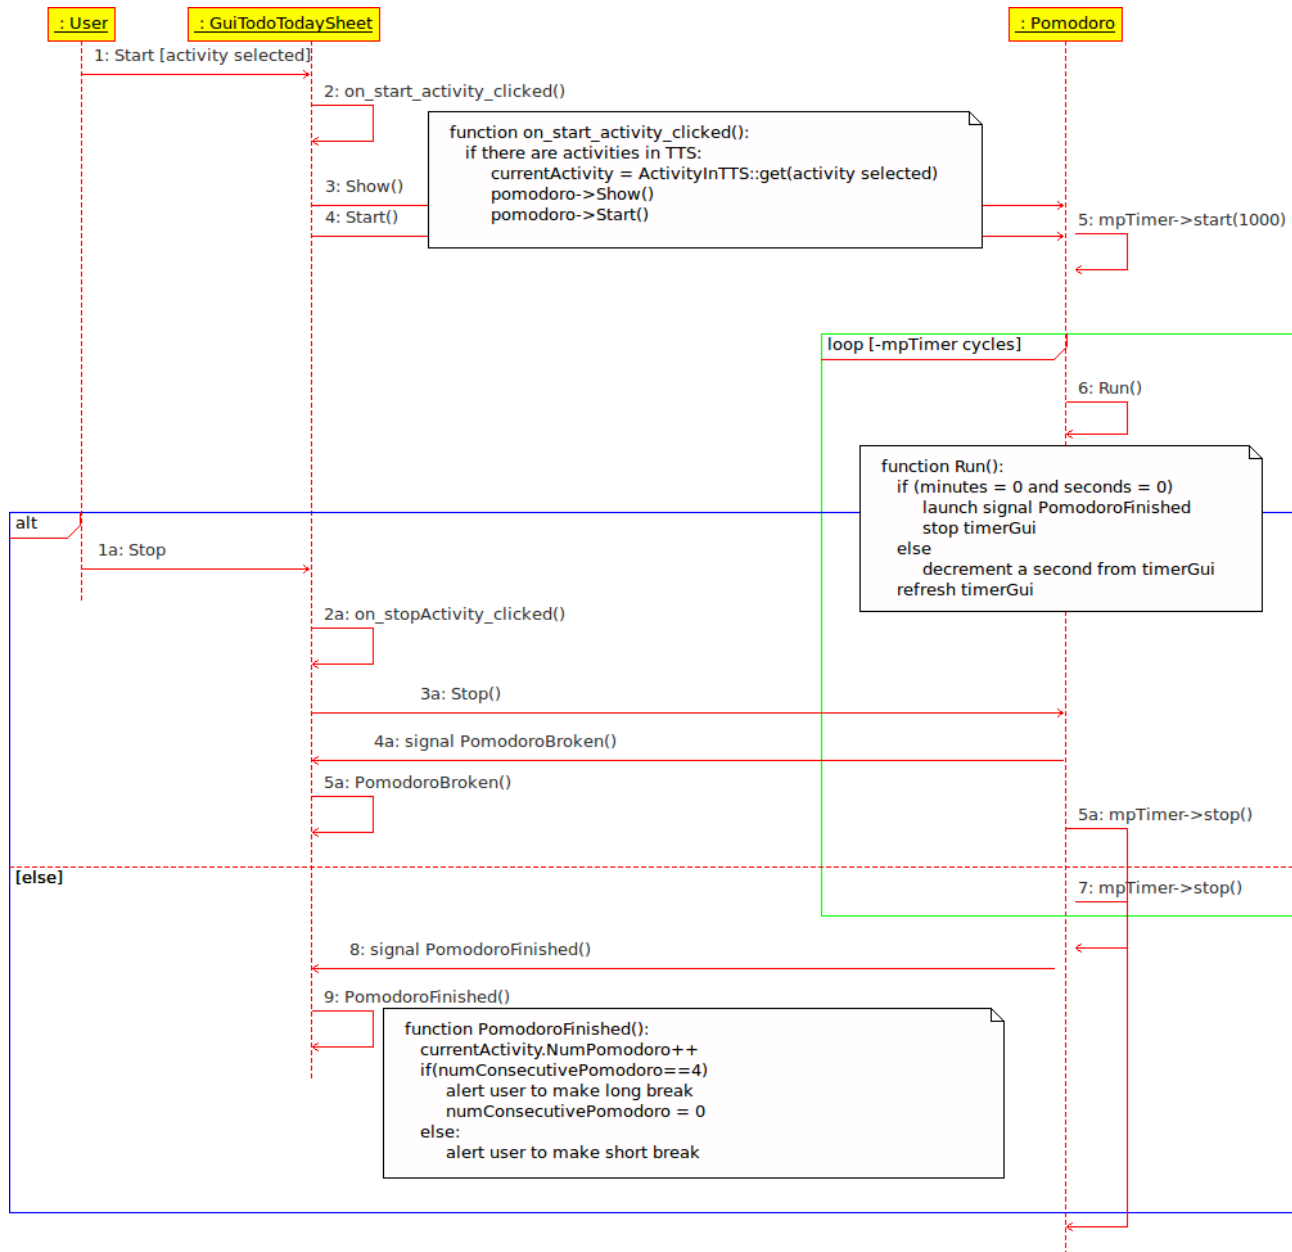 : User
: GuiTodoTodaySheet
: Pomodoro
1: Start [activity selected]
2: on_start_activity_clicked()
function on_start_activity_clicked():
if there are activities in TTS:
currentActivity = ActivityInTTS::get(activity selected)
pomodoro->Show()
pomodoro->Start()
3: Show()
4: Start()
5: mpTimer->start(1000)
loop [-mpTimer cycles]
6: Run()
function Run():
if (minutes = 0 and seconds = 0)
launch signal PomodoroFinished
stop timerGui
else
decrement a second from timerGui
refresh timerGui
alt
1a: Stop
2a: on_stopActivity_clicked()
3a: Stop()
4a: signal PomodoroBroken()
5a: PomodoroBroken()
5a: mpTimer->stop()
[else]
7: mpTimer->stop()
8: signal PomodoroFinished()
9: PomodoroFinished()
function PomodoroFinished():
currentActivity.NumPomodoro++
if(numConsecutivePomodoro==4)
alert user to make long break
numConsecutivePomodoro = 0
else:
alert user to make short break